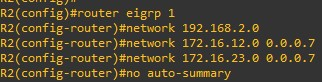 R2(config)#
R2(config)#router eigrp 1
R2(config-router)#network 192.168.2.0
R2(config-router)#network 172.16.12.0 0.0.0.7
R2(config-router)#network 172.16.23.0 0.0.0.7
R2(config-router)#no auto-summary